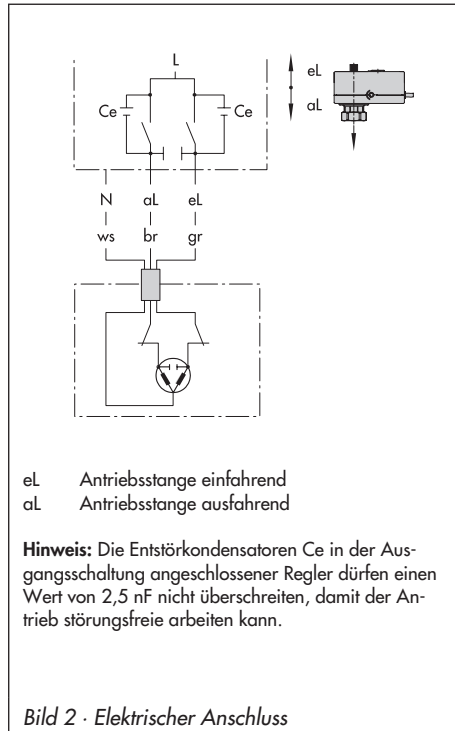 L
eL
aL
Ce Ce
N aL eL
ws br gr
eL Antriebsstange einfahrend
aL Antriebsstange ausfahrend
Hinweis: Die Entstörkondensatoren Ce in der Aus-
gangsschaltung angeschlossener Regler dürfen einen
Wert von 2,5 nF nicht überschreiten, damit der An-
trieb störungsfreie arbeiten kann.
Bild 2 · Elektrischer Anschluss